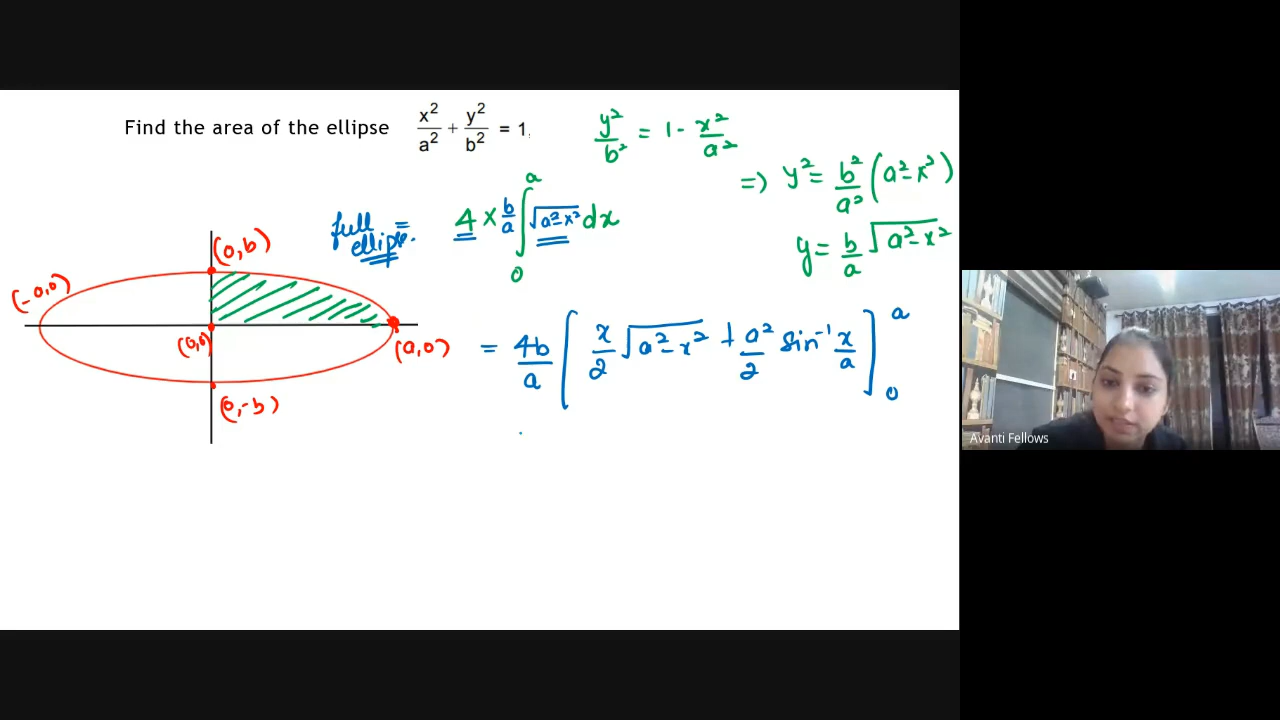 Find the area of the ellipse x²/a² + y²/b² = 1.
y²/b² = 1 - x²/a²
=) y² = b²/a² (a² - x²)
y = b/a √(a² - x²)
full ellipse = 4 × b/a ∫₀ᵃ √(a² - x²) dx
(0,b)
(-a,0)
(0,0)
(a,0)
(0,-b)
= 4b/a [ x/2 √(a² - x²) + a²/2 sin⁻¹ x/a ]₀ᵃ
Avanti Fellows